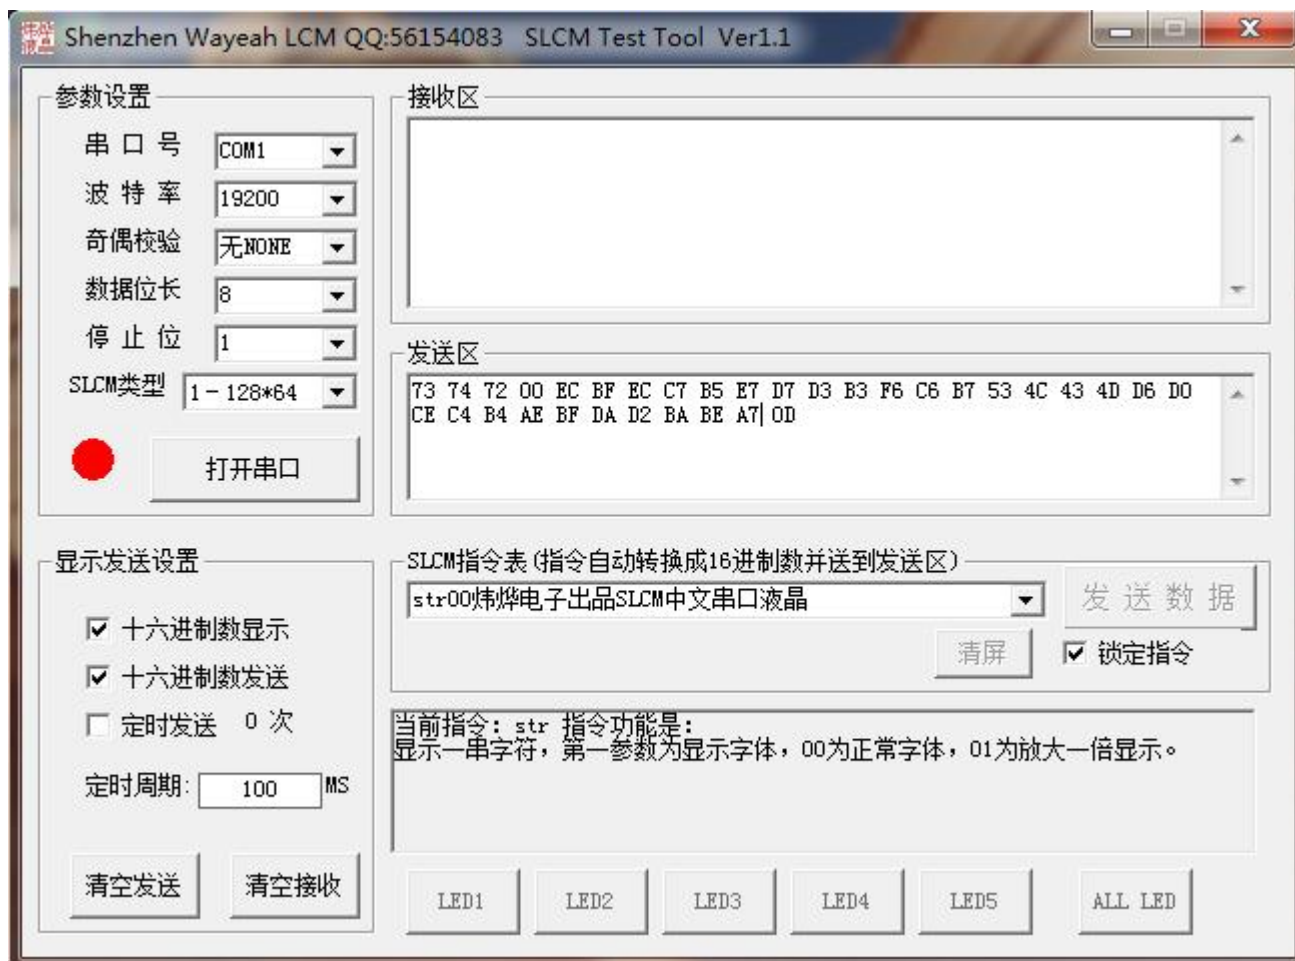 Shenzhen Wayeah LCM QQ:56154083 SLCM Test Tool Ver1.1
参数设置
串 口 号 COM1
波 特 率 19200
奇偶校验 无NONE
数据位长 8
停 止 位 1
SLCM类型 1-128*64
打开串口
接收区
发送区
73 74 72 00 EC BF EC C7 B5 E7 D7 D3 B3 F6 C6 B7 53 4C 43 4D D6 D0
CE C4 B4 AE BF DA D2 BA BE A7 0D
显示发送设置
十六进制数显示
十六进制数发送
定时发送 0 次
定时周期: 100 MS
清空发送 清空接收
SLCM指令表(指令自动转换成16进制数并送到发送区)
str00炜烨电子出品SLCM中文串口液晶
发 送 数 据
清屏
锁定指令
当前指令: str 指令功能是:
显示一串字符，第一参数为显示字体，00为正常字体，01为放大一倍显示。
LED1 LED2 LED3 LED4 LED5 ALL LED